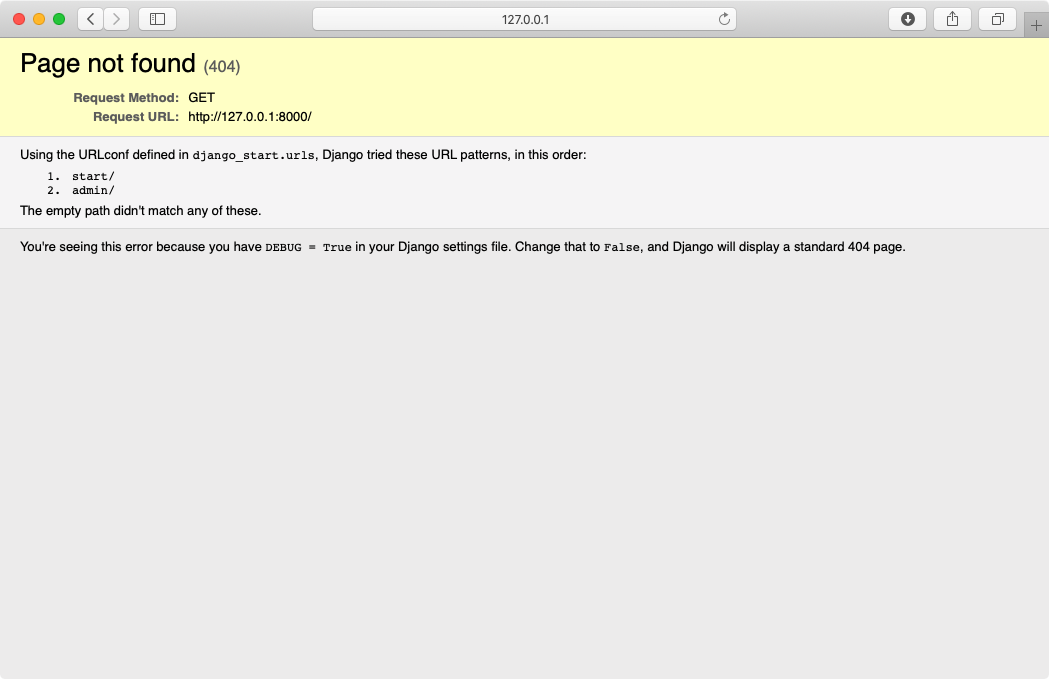 127.0.0.1
Page not found (404)
Request Method: GET
Request URL: http://127.0.0.1:8000/
Using the URLconf defined in django_start.urls, Django tried these URL patterns, in this order:
1. start/
2. admin/
The empty path didn't match any of these.
You're seeing this error because you have DEBUG = True in your Django settings file. Change that to False, and Django will display a standard 404 page.